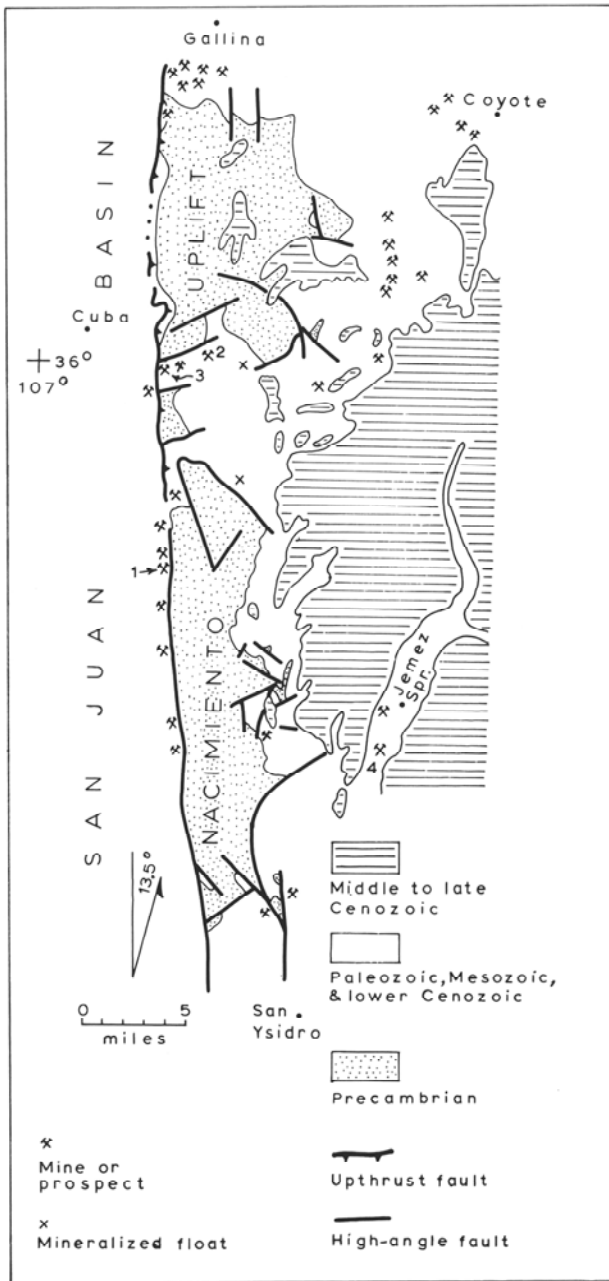 Gallina
Coyote
BASIN
UPLIFT
Cuba
36°
107°
2
3
1
SAN JUAN
NACIMIENTO
Jemez
Spr.
4
13.5°
Middle to late
Cenozoic
Paleozoic, Mesozoic,
& lower Cenozoic
0 5
miles
San
Ysidro
Precambrian
Mine or
prospect
Upthrust fault
Mineralized float
High-angle fault